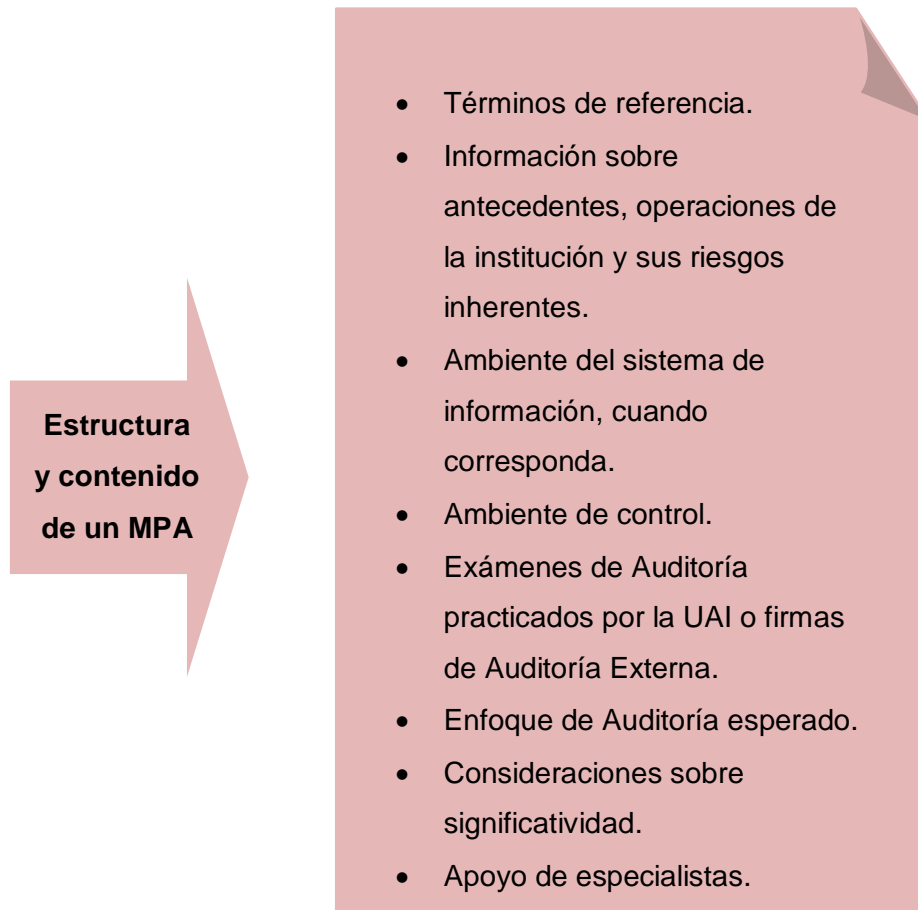 Estructura
y contenido
de un MPA
• Términos de referencia.
• Información sobre
antecedentes, operaciones de
la institución y sus riesgos
inherentes.
• Ambiente del sistema de
información, cuando
corresponda.
• Ambiente de control.
• Exámenes de Auditoría
practicados por la UAI o firmas
de Auditoría Externa.
• Enfoque de Auditoría esperado.
• Consideraciones sobre
significatividad.
• Apoyo de especialistas.